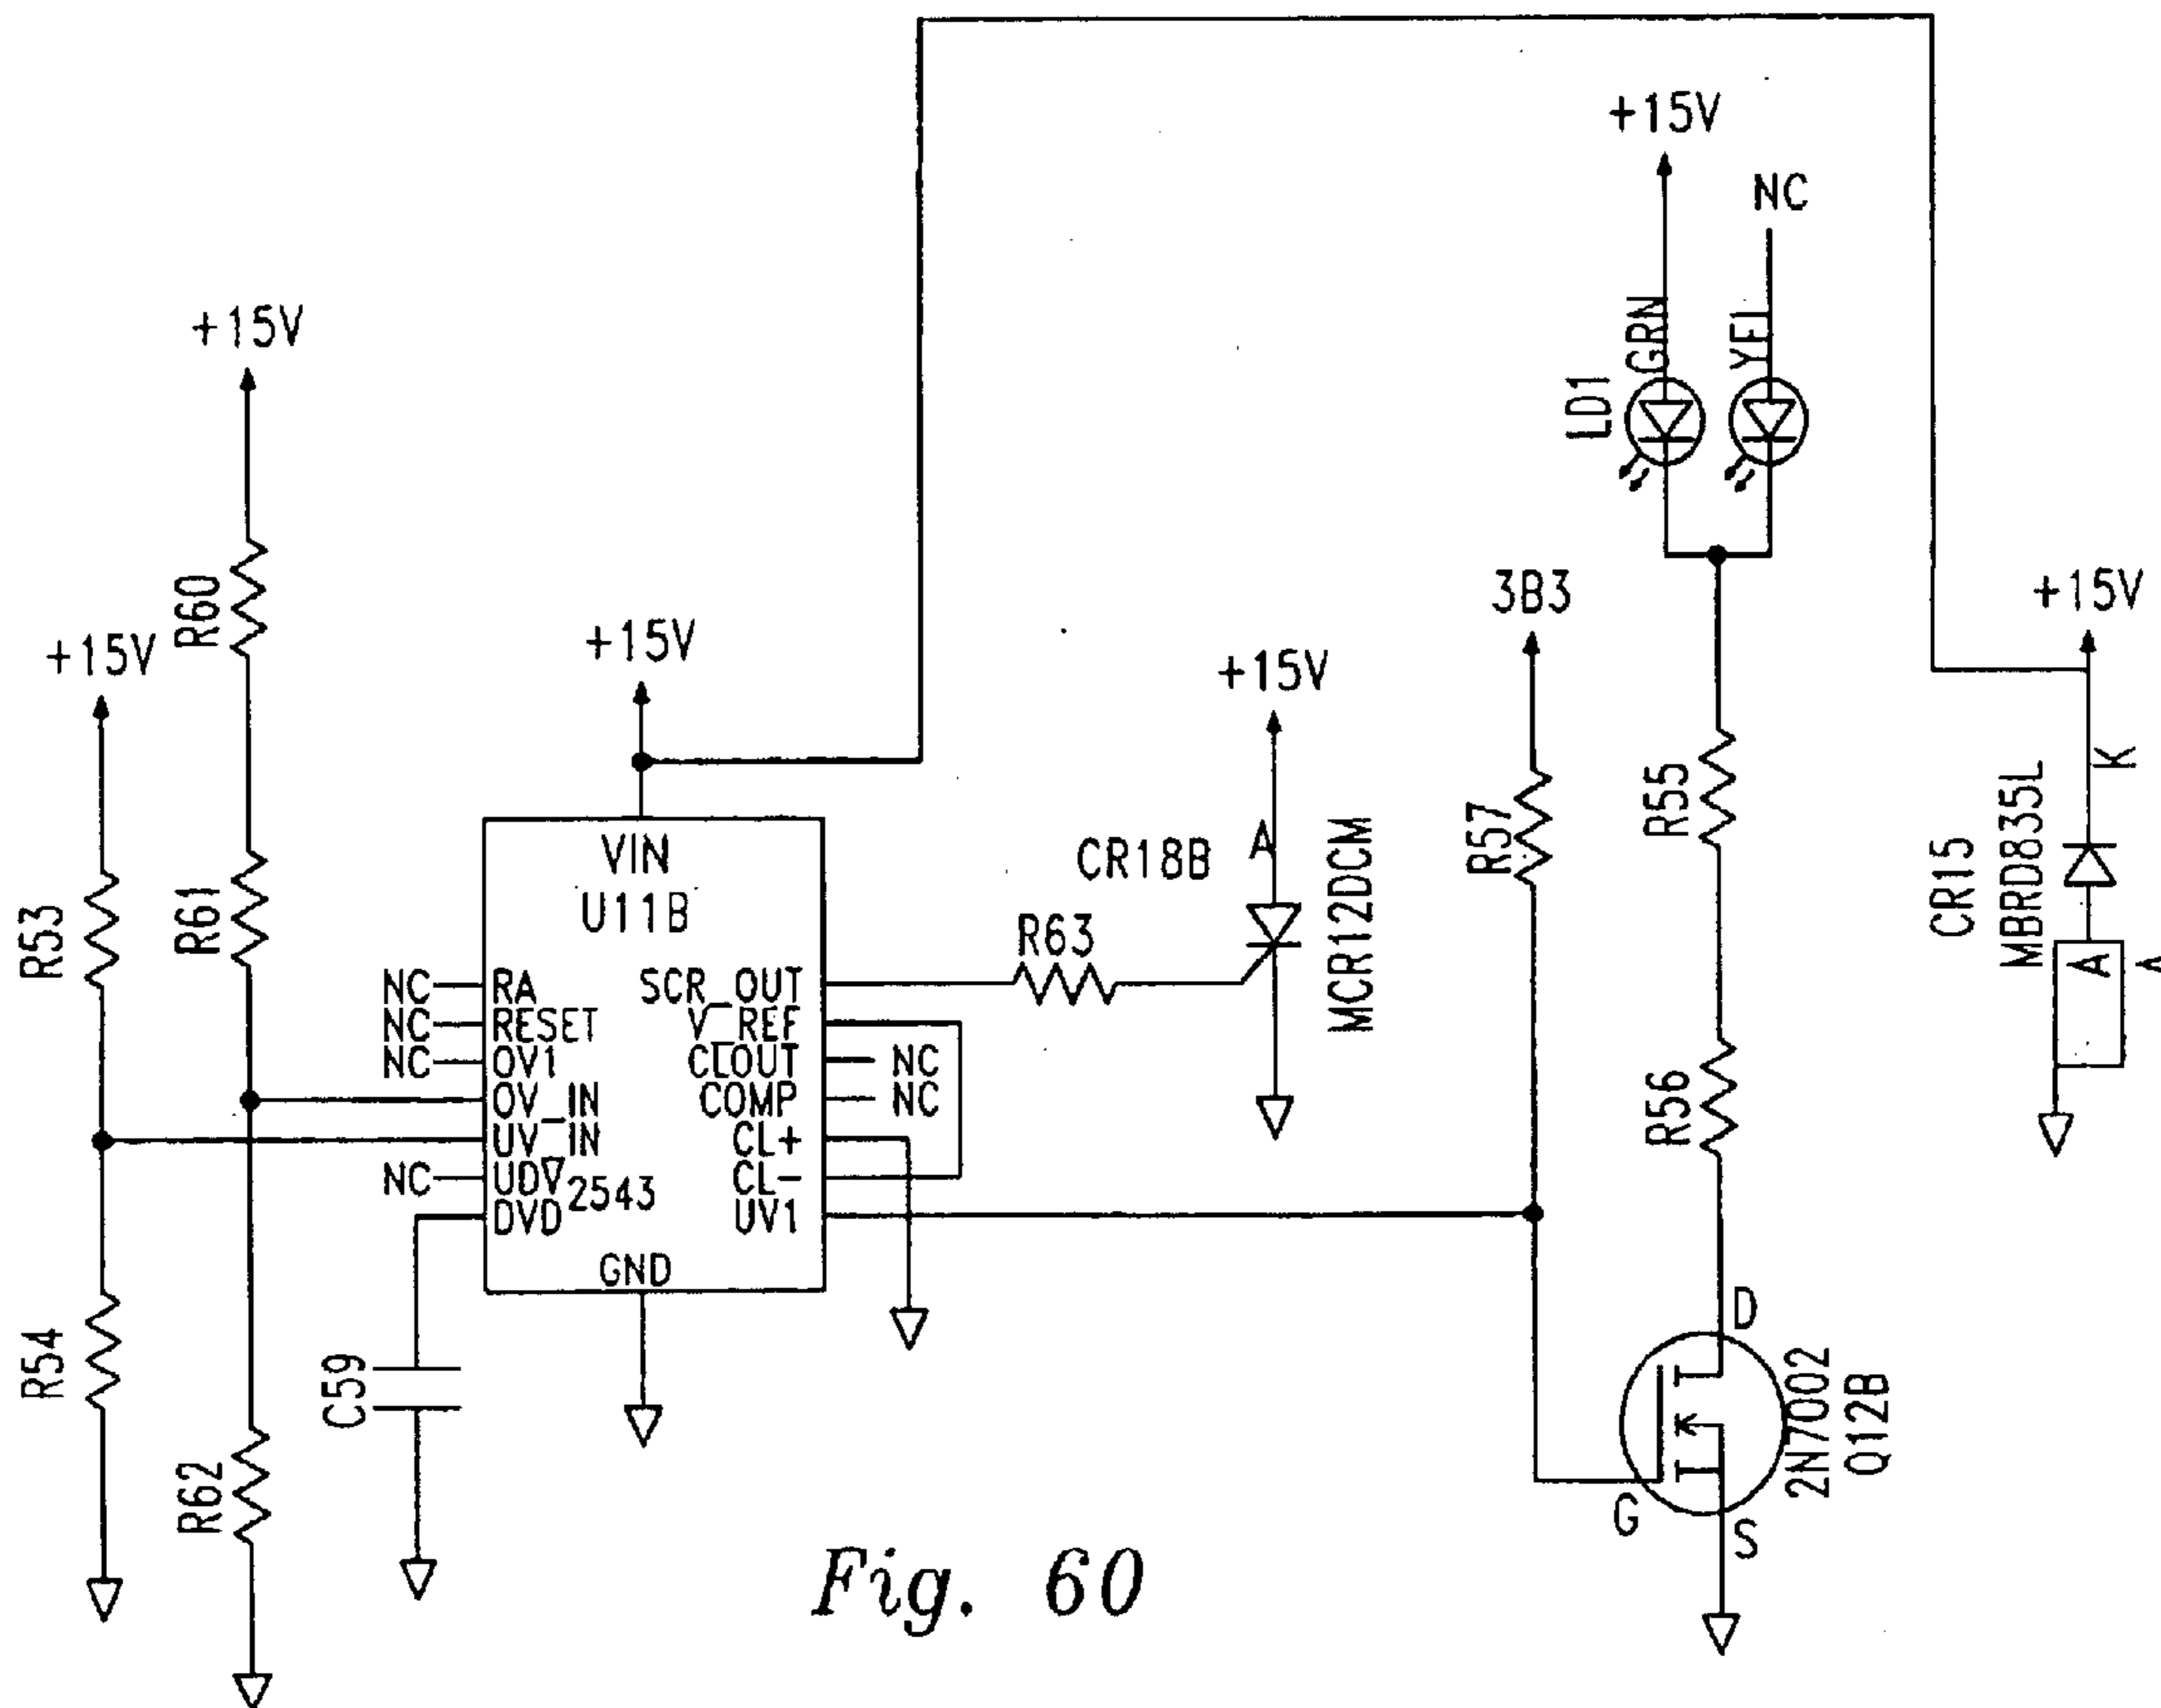 +15V
NC
GRN
YEL
LD1
+15V
R60
+15V
+15V
3B3
+15V
+15V
R53
R61
VIN
U11B
CR18B
A
MCR12DCM
R63
R57
R55
CR15
MBRD835L
K
A
A
NC RA
NC RESET
NC OV1
OV_IN
UV_IN
NC UDV
DVD
2543
GND
SCR_OUT
V_REF
CLOUT NC
COMP NC
CL+
CL-
UV1
R56
R54
C59
R62
D
G
S
2N7002
Q12B
Fig. 60